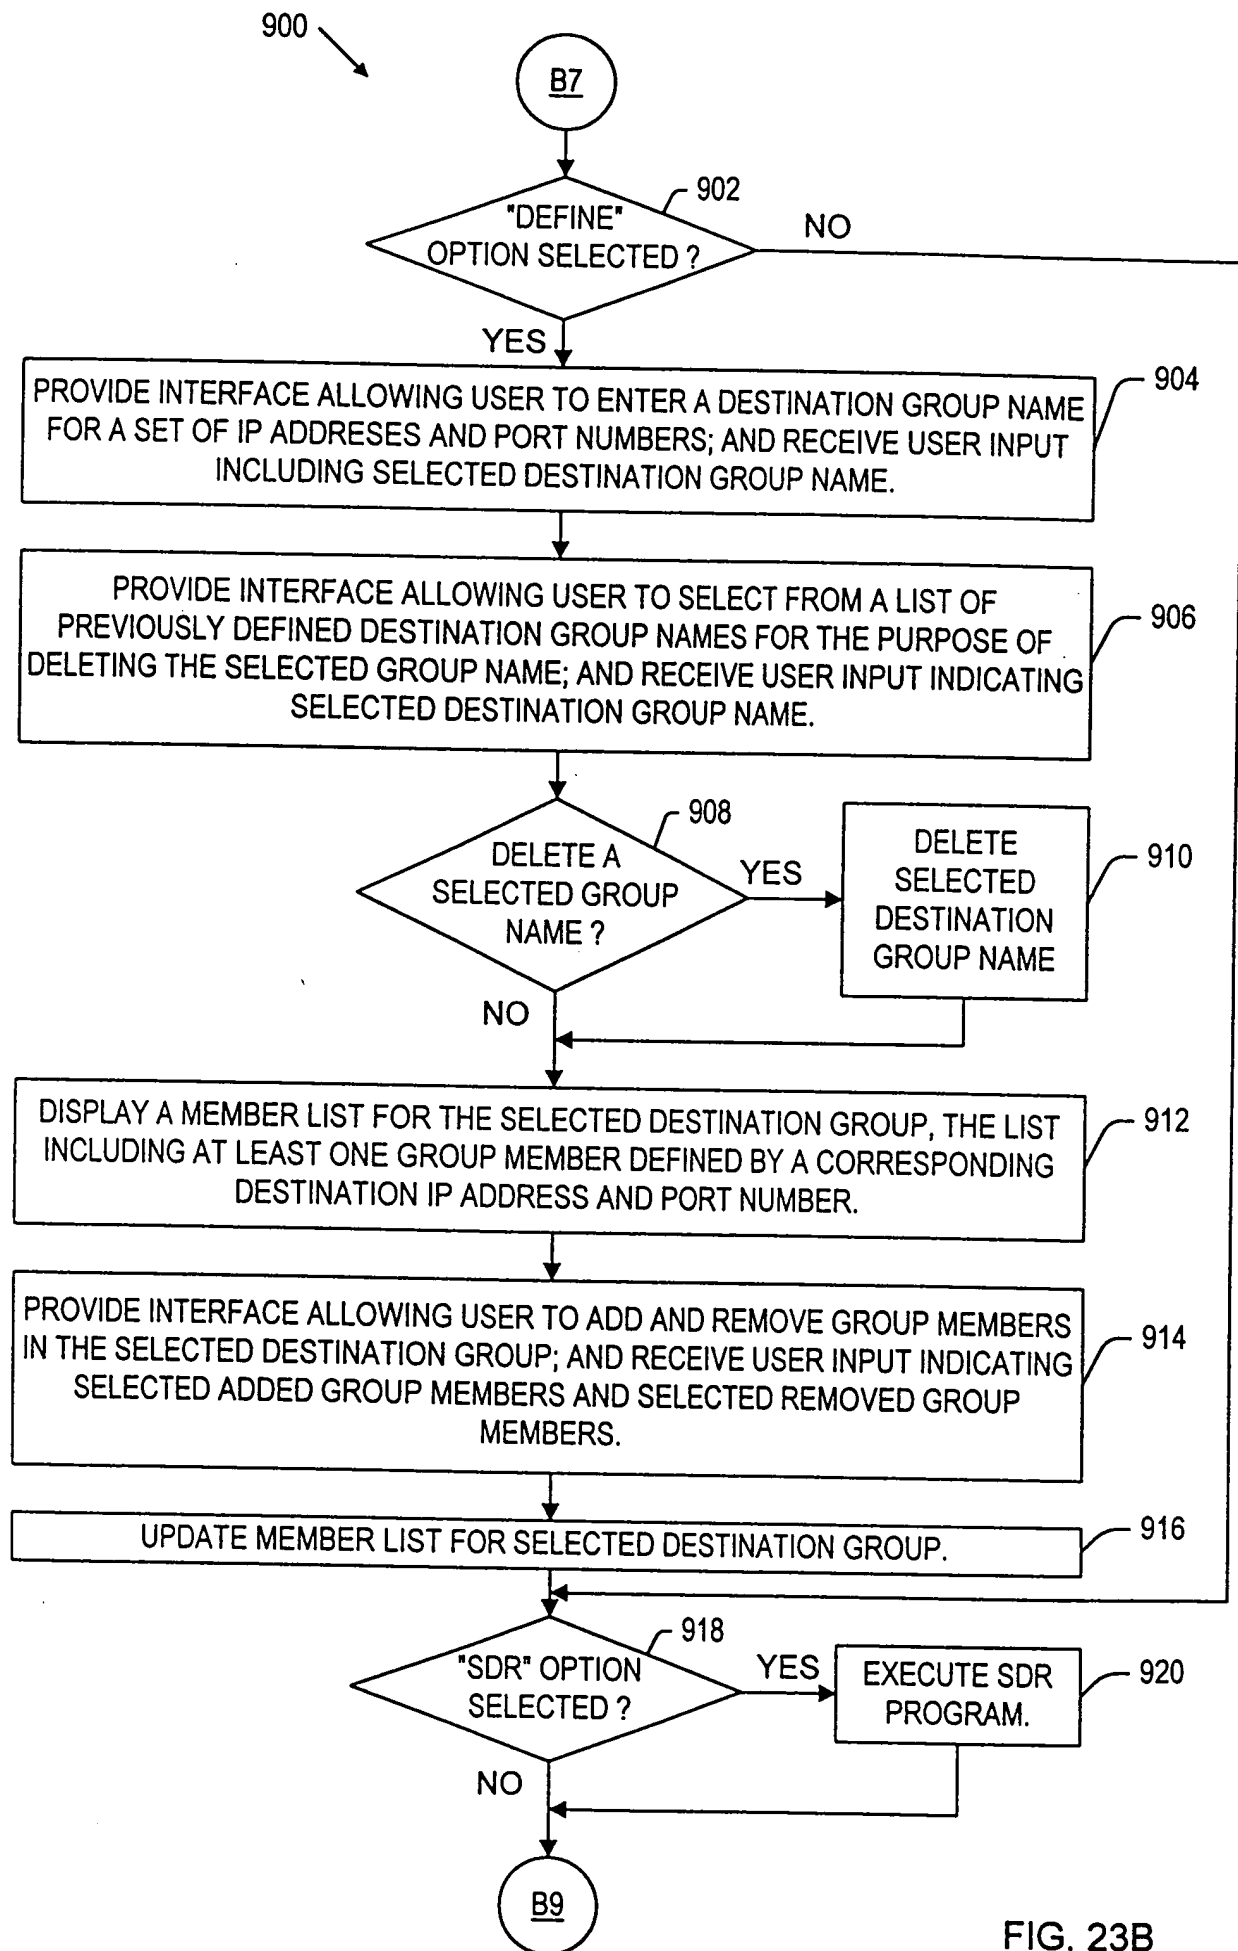 900
B7
902
"DEFINE"
OPTION SELECTED ?
NO
YES
904
PROVIDE INTERFACE ALLOWING USER TO ENTER A DESTINATION GROUP NAME
FOR A SET OF IP ADDRESES AND PORT NUMBERS; AND RECEIVE USER INPUT
INCLUDING SELECTED DESTINATION GROUP NAME.
906
PROVIDE INTERFACE ALLOWING USER TO SELECT FROM A LIST OF
PREVIOUSLY DEFINED DESTINATION GROUP NAMES FOR THE PURPOSE OF
DELETING THE SELECTED GROUP NAME; AND RECEIVE USER INPUT INDICATING
SELECTED DESTINATION GROUP NAME.
908
DELETE A
SELECTED GROUP
NAME ?
YES
DELETE
SELECTED
DESTINATION
GROUP NAME
910
NO
912
DISPLAY A MEMBER LIST FOR THE SELECTED DESTINATION GROUP, THE LIST
INCLUDING AT LEAST ONE GROUP MEMBER DEFINED BY A CORRESPONDING
DESTINATION IP ADDRESS AND PORT NUMBER.
PROVIDE INTERFACE ALLOWING USER TO ADD AND REMOVE GROUP MEMBERS
IN THE SELECTED DESTINATION GROUP; AND RECEIVE USER INPUT INDICATING
SELECTED ADDED GROUP MEMBERS AND SELECTED REMOVED GROUP
MEMBERS.
914
UPDATE MEMBER LIST FOR SELECTED DESTINATION GROUP.
916
918
"SDR" OPTION
SELECTED ?
YES
EXECUTE SDR
PROGRAM.
920
NO
B9
FIG. 23B